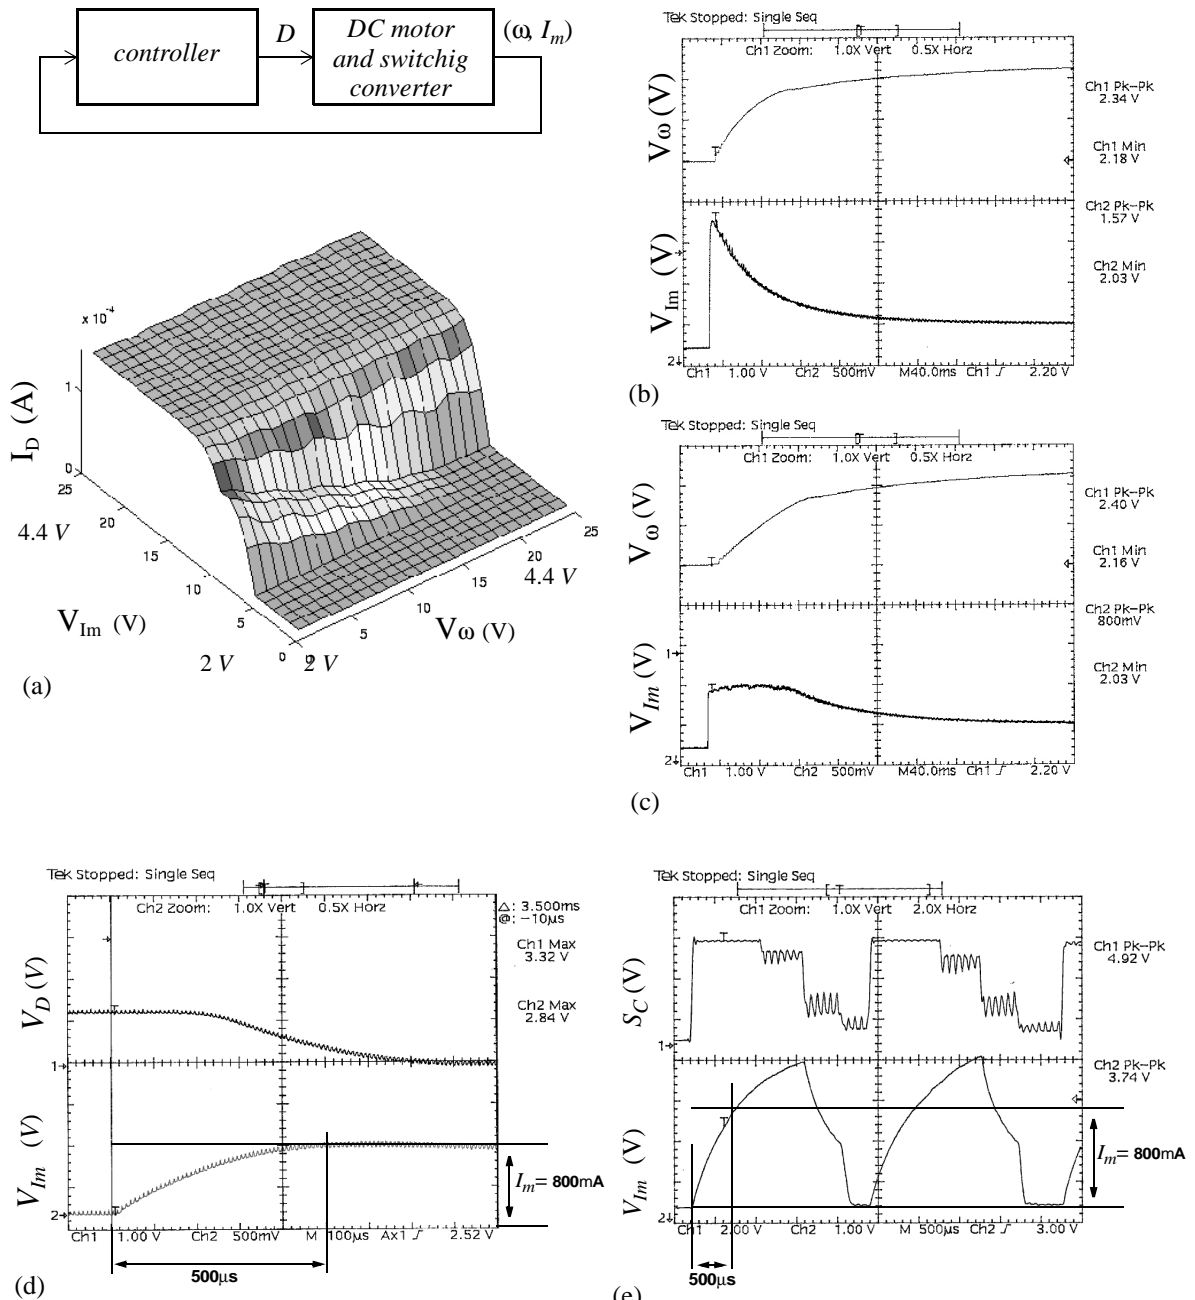 controller
D
DC motor
and switchig
converter
(ω, I_m)
x 10^-4
I_D (A)
1
0
25
20
15
10
5
0
4.4 V
V_Im (V)
2 V
0
5
10
15
20
25
2 V
Vω (V)
4.4 V
(a)
Tek Stopped: Single Seq
Ch1 Zoom: 1.0X Vert 0.5X Horz
Vω (V)
V_Im (V)
Ch1 Pk-Pk
2.34 V
Ch1 Min
2.18 V
Ch2 Pk-Pk
1.57 V
Ch2 Min
2.03 V
2
Ch1 1.00 V Ch2 500mV M40.0ms Ch1 2.20 V
(b)
Tek Stopped: Single Seq
Ch1 Zoom: 1.0X Vert 0.5X Horz
Vω (V)
V_Im (V)
Ch1 Pk-Pk
2.40 V
Ch1 Min
2.16 V
Ch2 Pk-Pk
800mV
Ch2 Min
2.03 V
1
2
Ch1 1.00 V Ch2 500mV M40.0ms Ch1 2.20 V
(c)
Tek Stopped: Single Seq
Ch2 Zoom: 1.0X Vert 0.5X Horz
Δ: 3.500ms
@: -10µs
Ch1 Max
3.32 V
Ch2 Max
2.84 V
V_D (V)
V_Im (V)
1
2
I_m= 800mA
Ch1 1.00 V Ch2 500mV M 100µs Ax1 2.52 V
500µs
(d)
Tek Stopped: Single Seq
Ch1 Zoom: 1.0X Vert 2.0X Horz
S_C (V)
V_Im (V)
Ch1 Pk-Pk
4.92 V
Ch2 Pk-Pk
3.74 V
1
2
I_m= 800mA
Ch1 2.00 V Ch2 1.00 V M 500µs Ch2 3.00 V
500µs
(e)